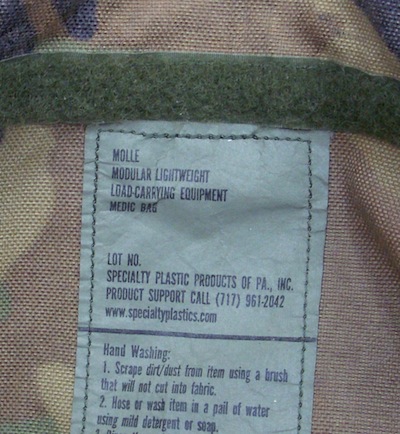 MOLLE
MODULAR LIGHTWEIGHT
LOAD-CARRYING EQUIPMENT
MEDIC BAG
LOT NO.
SPECIALTY PLASTIC PRODUCTS OF PA., INC.
PRODUCT SUPPORT CALL (717) 961-2042
www.specialtyplastics.com
Hand Washing:
1. Scrape dirt/dust from item using a brush
that will not cut into fabric.
2. Hose or wash item in a pail of water
using mild detergent or soap.